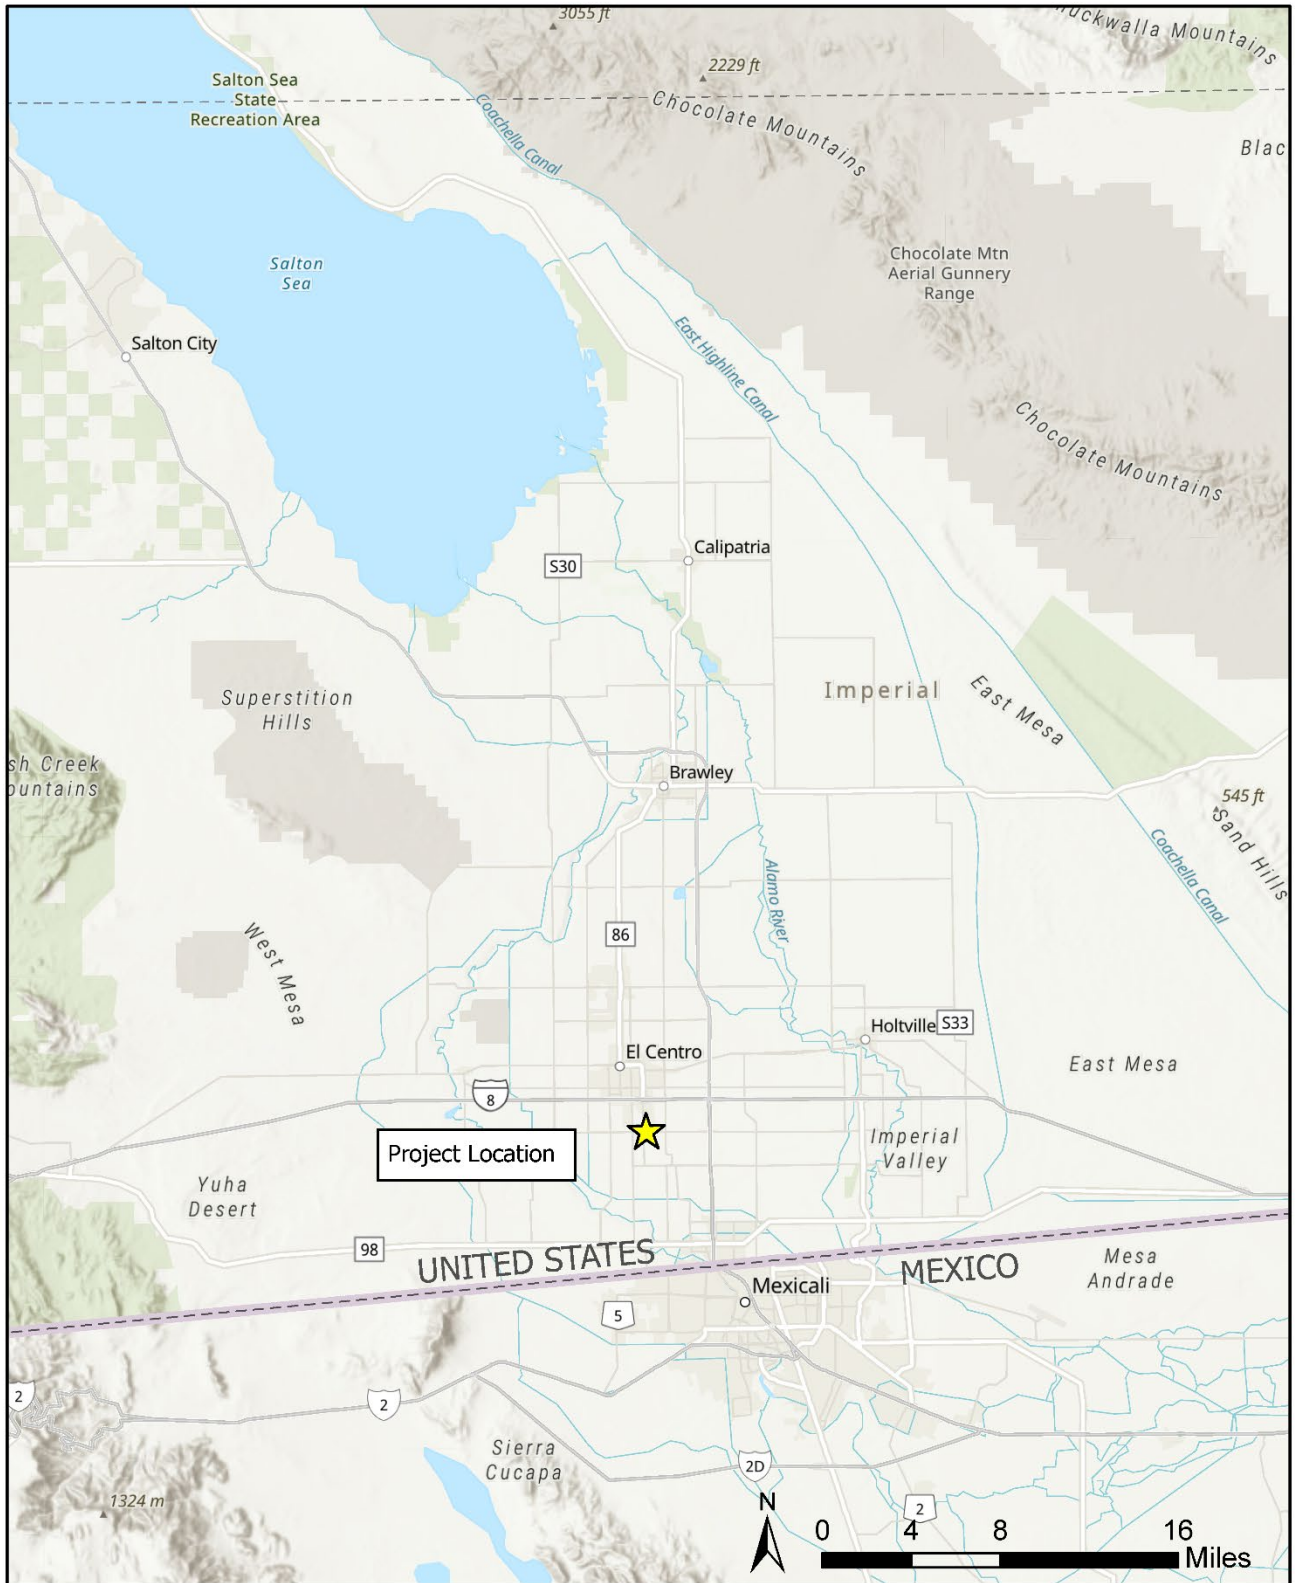 3055 ft
huckwalla Mountains
2229 ft
Salton Sea
State
Recreation Area
Coachella Canal
Chocolate Mountains
Blac
Salton
Sea
Chocolate Mtn
Aerial Gunnery
Range
Salton City
East Highline Canal
Chocolate Mountains
Calipatria
S30
Superstition
Hills
Imperial
East Mesa
sh Creek
ountains
Brawley
545 ft
Sand Hills
Coachella Canal
Alamo River
86
West Mesa
Holtville
S33
El Centro
East Mesa
8
Project Location
Imperial
Valley
Yuha
Desert
98
UNITED STATES
MEXICO
Mesa
Andrade
Mexicali
5
2
2
Sierra
Cucapa
2D
1324 m
N
2
0 4 8 16
Miles